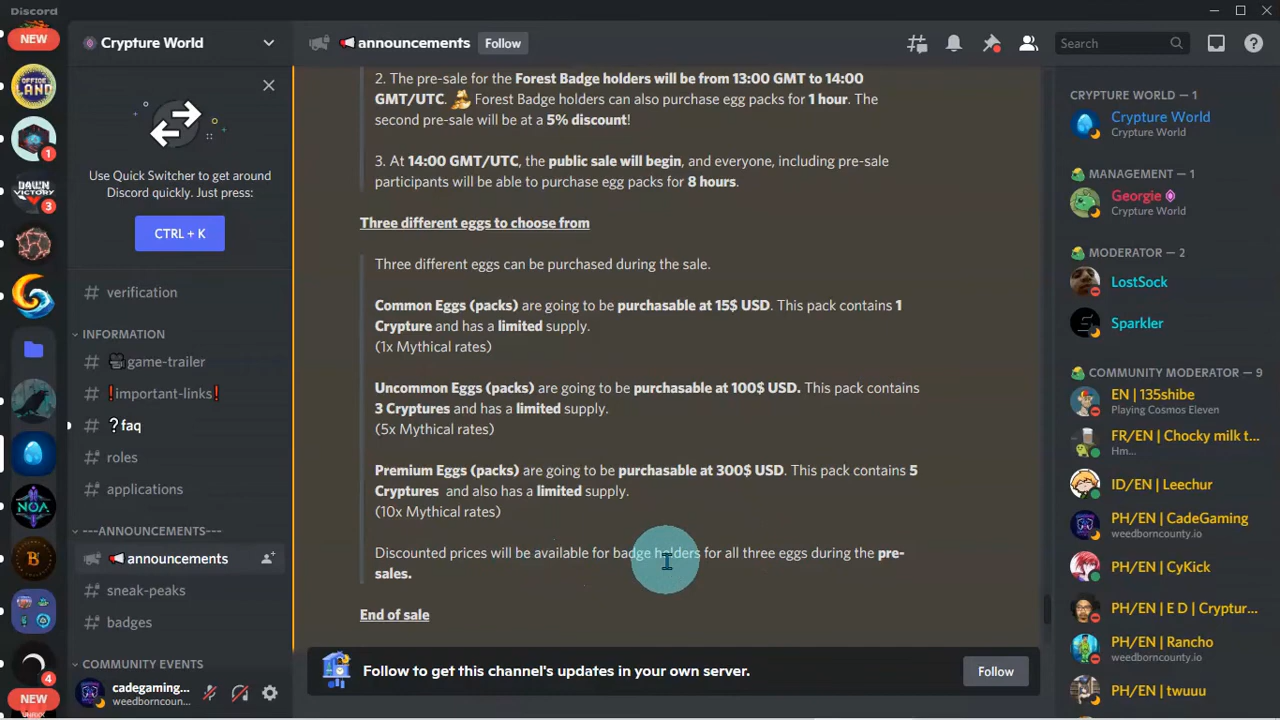 Discord
NEW
OFFICE
LAND
1
DAWN
VICTORY
3
NOA
B
4
NEW
Crypture World
Use Quick Switcher to get around
Discord quickly. Just press:
CTRL + K
# verification
INFORMATION
# game-trailer
# !important-links!
# ?faq
# roles
# applications
---ANNOUNCEMENTS---
announcements
# sneak-peaks
# badges
COMMUNITY EVENTS
cadegaming...
weedborncoun...
announcements
Follow
Search
2. The pre-sale for the Forest Badge holders will be from 13:00 GMT to 14:00
GMT/UTC. Forest Badge holders can also purchase egg packs for 1 hour. The
second pre-sale will be at a 5% discount!
3. At 14:00 GMT/UTC, the public sale will begin, and everyone, including pre-sale
participants will be able to purchase egg packs for 8 hours.
Three different eggs to choose from
Three different eggs can be purchased during the sale.
Common Eggs (packs) are going to be purchasable at 15$ USD. This pack contains 1
Crypture and has a limited supply.
(1x Mythical rates)
Uncommon Eggs (packs) are going to be purchasable at 100$ USD. This pack contains
3 Cryptures and has a limited supply.
(5x Mythical rates)
Premium Eggs (packs) are going to be purchasable at 300$ USD. This pack contains 5
Cryptures and also has a limited supply.
(10x Mythical rates)
Discounted prices will be available for badge holders for all three eggs during the pre-
sales.
End of sale
Follow to get this channel's updates in your own server.
Follow
CRYPTURE WORLD — 1
Crypture World
Crypture World
MANAGEMENT — 1
Georgie
Crypture World
MODERATOR — 2
LostSock
Sparkler
COMMUNITY MODERATOR — 9
EN | 135shibe
Playing Cosmos Eleven
FR/EN | Chocky milk t...
Hm...
ID/EN | Leechur
PH/EN | CadeGaming
weedborncounty.io
PH/EN | CyKick
PH/EN | E D | Cryptur...
PH/EN | Rancho
weedborncounty.io
PH/EN | twuuu